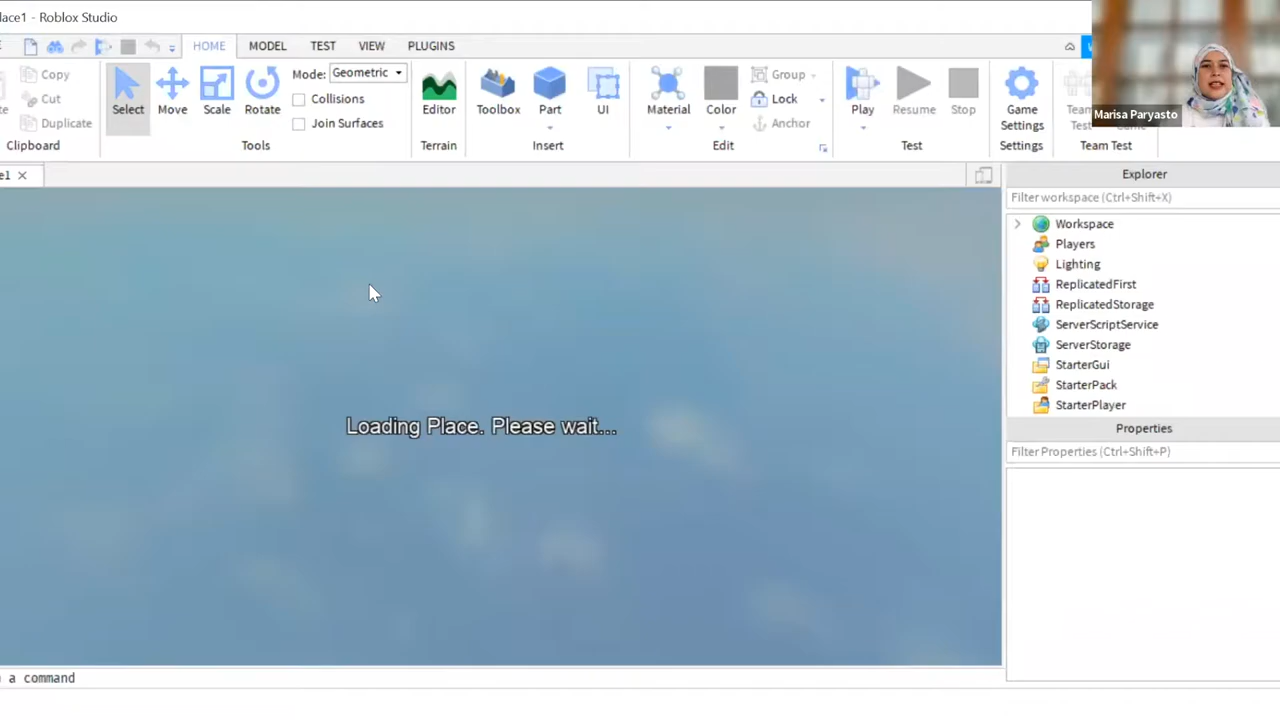 lace1 - Roblox Studio
HOME MODEL TEST VIEW PLUGINS
Copy
Cut
Duplicate
Clipboard
Select
Move
Scale
Rotate
Mode: Geometric
Collisions
Join Surfaces
Tools
Editor
Terrain
Toolbox
Part
UI
Insert
Material
Color
Group
Lock
Anchor
Edit
Play
Resume
Stop
Test
Game
Settings
Settings
Team Test
Marisa Paryasto
e1
Loading Place. Please wait...
Explorer
Filter workspace (Ctrl+Shift+X)
Workspace
Players
Lighting
ReplicatedFirst
ReplicatedStorage
ServerScriptService
ServerStorage
StarterGui
StarterPack
StarterPlayer
Properties
Filter Properties (Ctrl+Shift+P)
a command